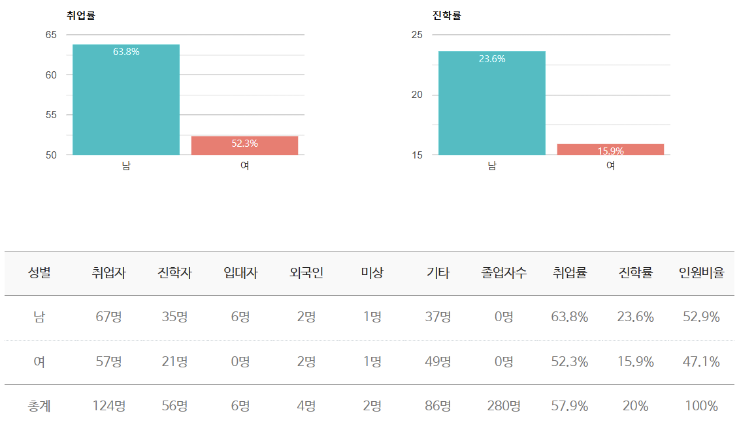 취업률
65
63.8%
60
55
52.3%
50
남 여
진학률
25
23.6%
20
15.9%
15
남 여
성별 취업자 진학자 입대자 외국인 미상 기타 졸업자수 취업률 진학률 인원비율
남 67명 35명 6명 2명 1명 37명 0명 63.8% 23.6% 52.9%
여 57명 21명 0명 2명 1명 49명 0명 52.3% 15.9% 47.1%
총계 124명 56명 6명 4명 2명 86명 280명 57.9% 20% 100%